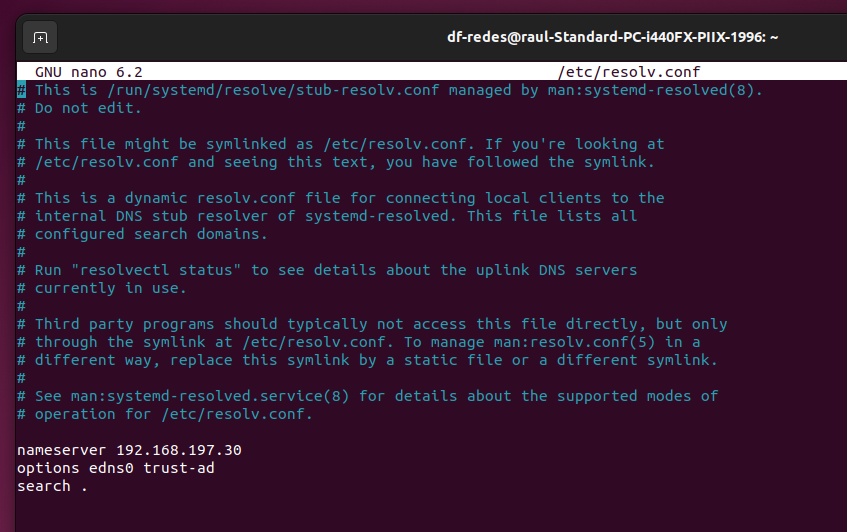 df-redes@raul-Standard-PC-i440FX-PIIX-1996: ~
GNU nano 6.2 /etc/resolv.conf
# This is /run/systemd/resolve/stub-resolv.conf managed by man:systemd-resolved(8).
# Do not edit.
#
# This file might be symlinked as /etc/resolv.conf. If you're looking at
# /etc/resolv.conf and seeing this text, you have followed the symlink.
#
# This is a dynamic resolv.conf file for connecting local clients to the
# internal DNS stub resolver of systemd-resolved. This file lists all
# configured search domains.
#
# Run "resolvectl status" to see details about the uplink DNS servers
# currently in use.
#
# Third party programs should typically not access this file directly, but only
# through the symlink at /etc/resolv.conf. To manage man:resolv.conf(5) in a
# different way, replace this symlink by a static file or a different symlink.
#
# See man:systemd-resolved.service(8) for details about the supported modes of
# operation for /etc/resolv.conf.
nameserver 192.168.197.30
options edns0 trust-ad
search .